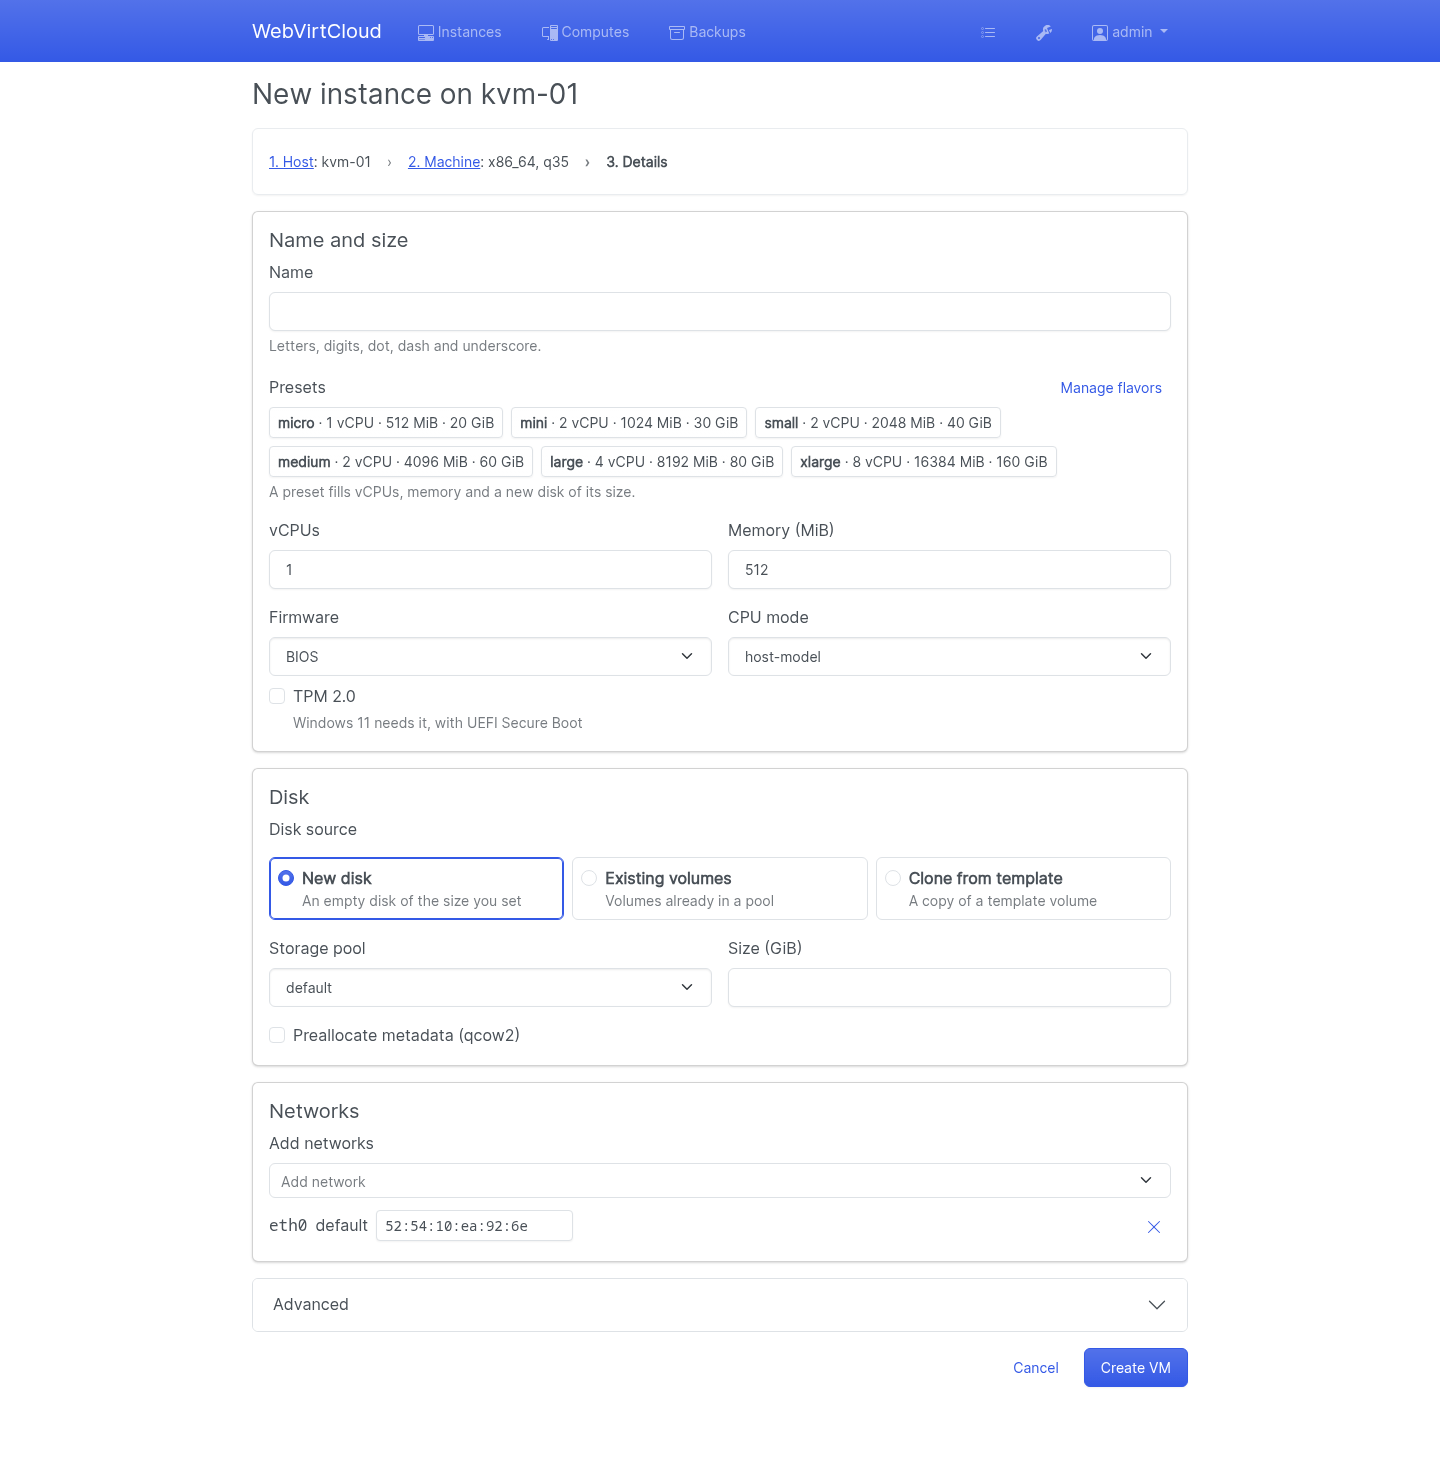 WebVirtCloud Instances Computes Backups admin
New instance on kvm-01
1. Host: kvm-01 › 2. Machine: x86_64, q35 › 3. Details
Name and size
Name
Letters, digits, dot, dash and underscore.
Presets Manage flavors
micro · 1 vCPU · 512 MiB · 20 GiB mini · 2 vCPU · 1024 MiB · 30 GiB small · 2 vCPU · 2048 MiB · 40 GiB
medium · 2 vCPU · 4096 MiB · 60 GiB large · 4 vCPU · 8192 MiB · 80 GiB xlarge · 8 vCPU · 16384 MiB · 160 GiB
A preset fills vCPUs, memory and a new disk of its size.
vCPUs Memory (MiB)
1 512
Firmware CPU mode
BIOS host-model
TPM 2.0
Windows 11 needs it, with UEFI Secure Boot
Disk
Disk source
New disk Existing volumes Clone from template
An empty disk of the size you set Volumes already in a pool A copy of a template volume
Storage pool Size (GiB)
default
Preallocate metadata (qcow2)
Networks
Add networks
Add network
eth0 default 52:54:10:ea:92:6e
Advanced
Cancel Create VM